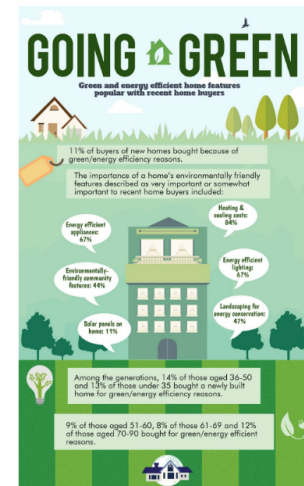 GOING GREEN
Green and energy efficient home features
popular with recent home buyers
11% of buyers of new homes bought because of
green/energy efficiency reasons.
The importance of a home's environmentally friendly
features described as very important or somewhat
important to recent home buyers included:
Heating &
cooling costs:
84%
Energy efficient
appliances:
67%
Energy efficient
lighting:
67%
Environmentally-
friendly community
features: 44%
Landscaping for
energy conservation:
47%
Solar panels on
home: 11%
Among the generations, 14% of those aged 36-50
and 13% of those under 35 bought a newly built
home for green/energy efficiency reasons.
9% of those aged 51-60, 8% of those 61-69 and 12%
of those aged 70-90 bought for green/energy efficient
reasons.